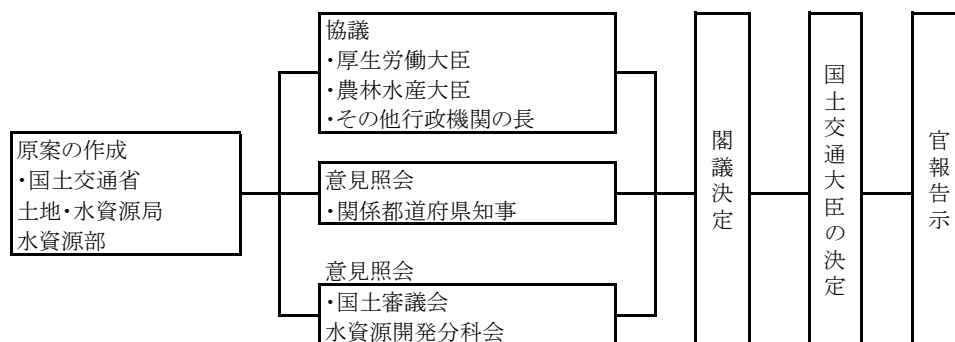 原案の作成
・国土交通省
土地・水資源局
水資源部
協議
・厚生労働大臣
・農林水産大臣
・その他行政機関の長
意見照会
・関係都道府県知事
意見照会
・国土審議会
水資源開発分科会
閣議決定
国土交通大臣の決定
官報告示